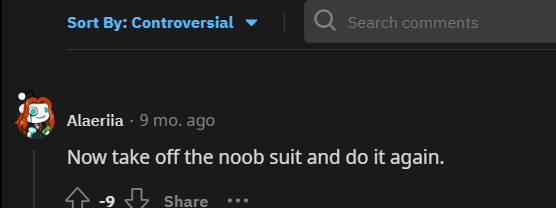 Sort By: Controversial
Search comments
Alaeriia · 9 mo. ago
Now take off the noob suit and do it again.
-9 Share